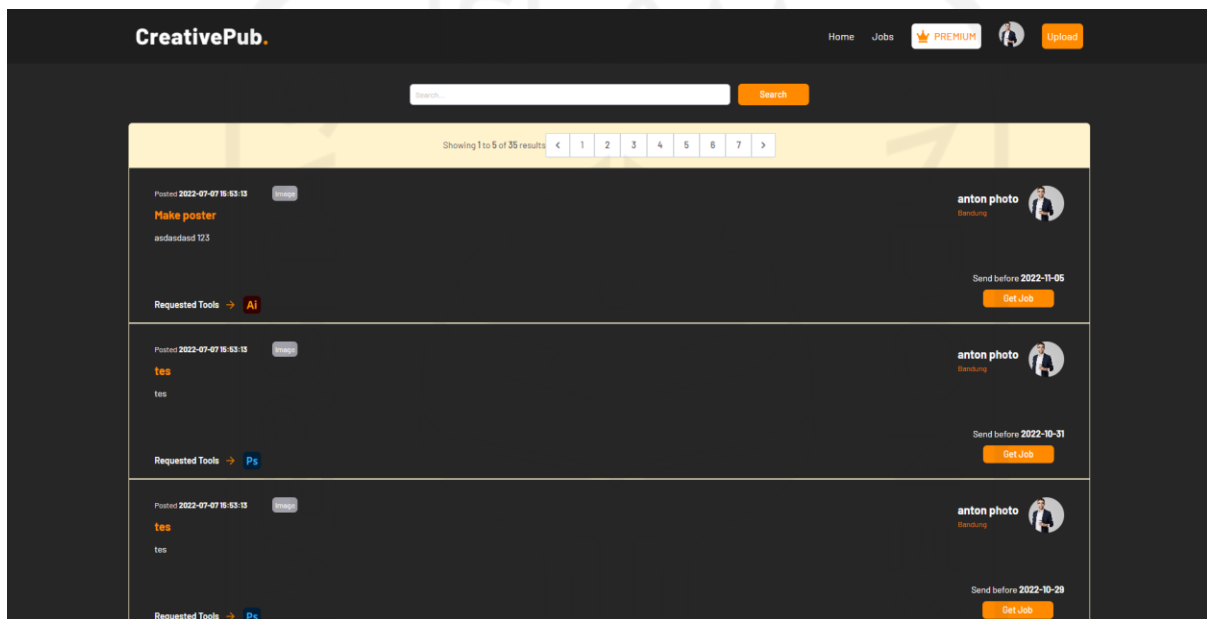 CreativePub.
Home Jobs PREMIUM Upload
Search... Search
Showing 1 to 5 of 35 results < 1 2 3 4 5 6 7 >
Posted 2022-07-07 15:53:13 Image
Make poster
asdasdasd 123
anton photo
Bandung
Send before 2022-11-05
Get Job
Requested Tools → Ai
Posted 2022-07-07 15:53:13 Image
tes
tes
anton photo
Bandung
Send before 2022-10-31
Get Job
Requested Tools → Ps
Posted 2022-07-07 15:53:13 Image
tes
tes
anton photo
Bandung
Send before 2022-10-29
Get Job
Requested Tools → Ps